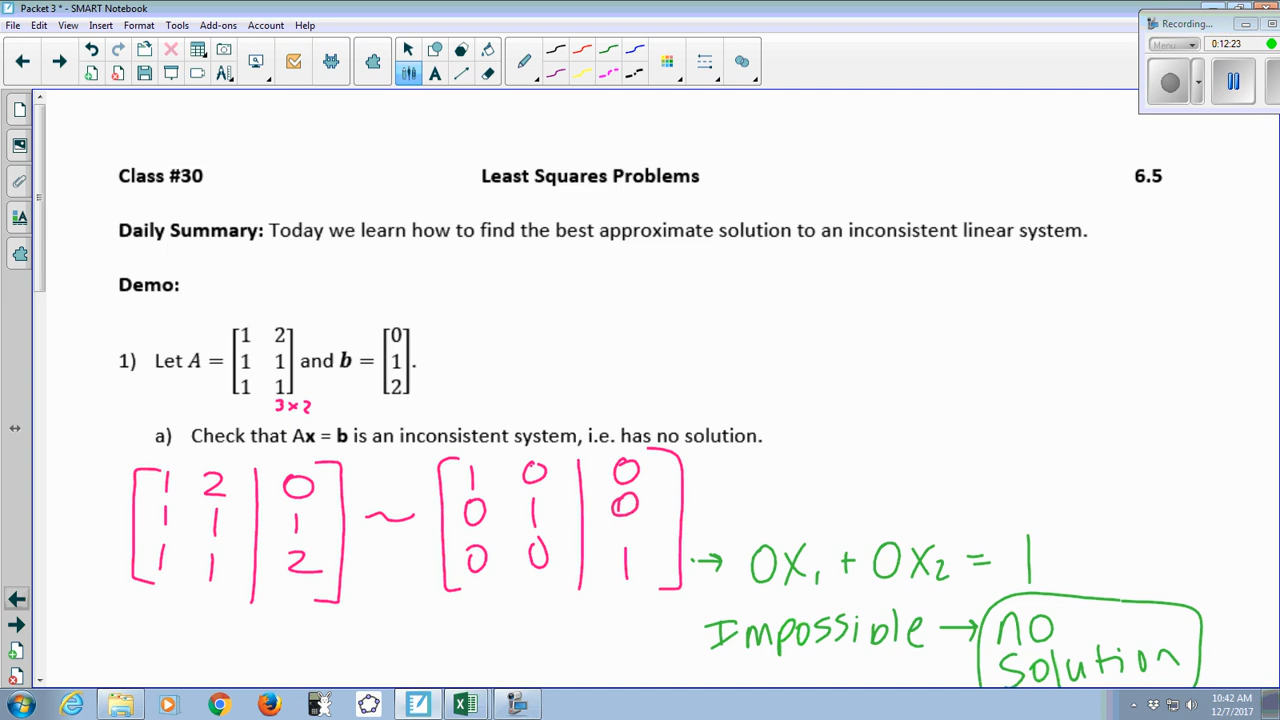 Packet 3 * - SMART Notebook
File Edit View Insert Format Tools Add-ons Account Help
Recording...
Menu 0:12:23
Class #30 Least Squares Problems 6.5
Daily Summary: Today we learn how to find the best approximate solution to an inconsistent linear system.
Demo:
1 2 0
1) Let A = 1 1 and b = 1 .
1 1 2
3 x 2
a) Check that Ax = b is an inconsistent system, i.e. has no solution.
1 2 | 0 1 0 | 0
1 1 | 1 ~ 0 1 | 0
1 1 | 2 0 0 | 1 → 0x₁ + 0x₂ = 1
Impossible → no
solution
10:42 AM
12/7/2017